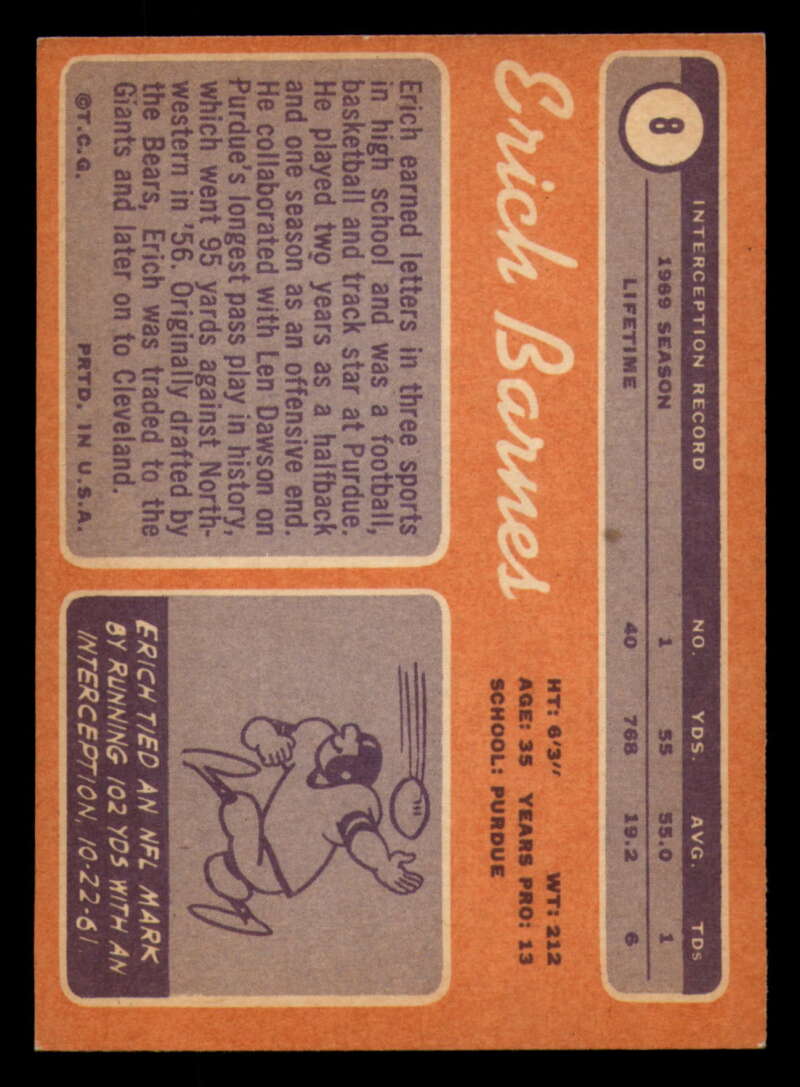 8
INTERCEPTION RECORD NO. YDS. AVG. TDS
1969 SEASON 1 55 55.0 1
LIFETIME 40 768 19.2 6
Erich Barnes
HT: 6'3" WT: 212
AGE: 35 YEARS PRO: 13
SCHOOL: PURDUE
Erich earned letters in three sports
in high school and was a football,
basketball and track star at Purdue.
He played two years as a halfback
and one season as an offensive end.
He collaborated with Len Dawson on
Purdue's longest pass play in history,
which went 95 yards against North-
western in '56. Originally drafted by
the Bears, Erich was traded to the
Giants and later on to Cleveland.
©T.C.G. PRTD. IN U.S.A.
ERICH TIED AN NFL MARK
BY RUNNING 102 YDS WITH AN
INTERCEPTION, 10-22-61